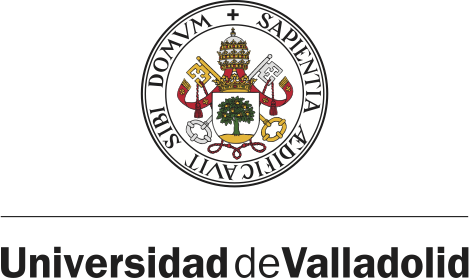 SAPIENTIA ÆDIFICAVIT SIBI DOMVM
Universidad de Valladolid